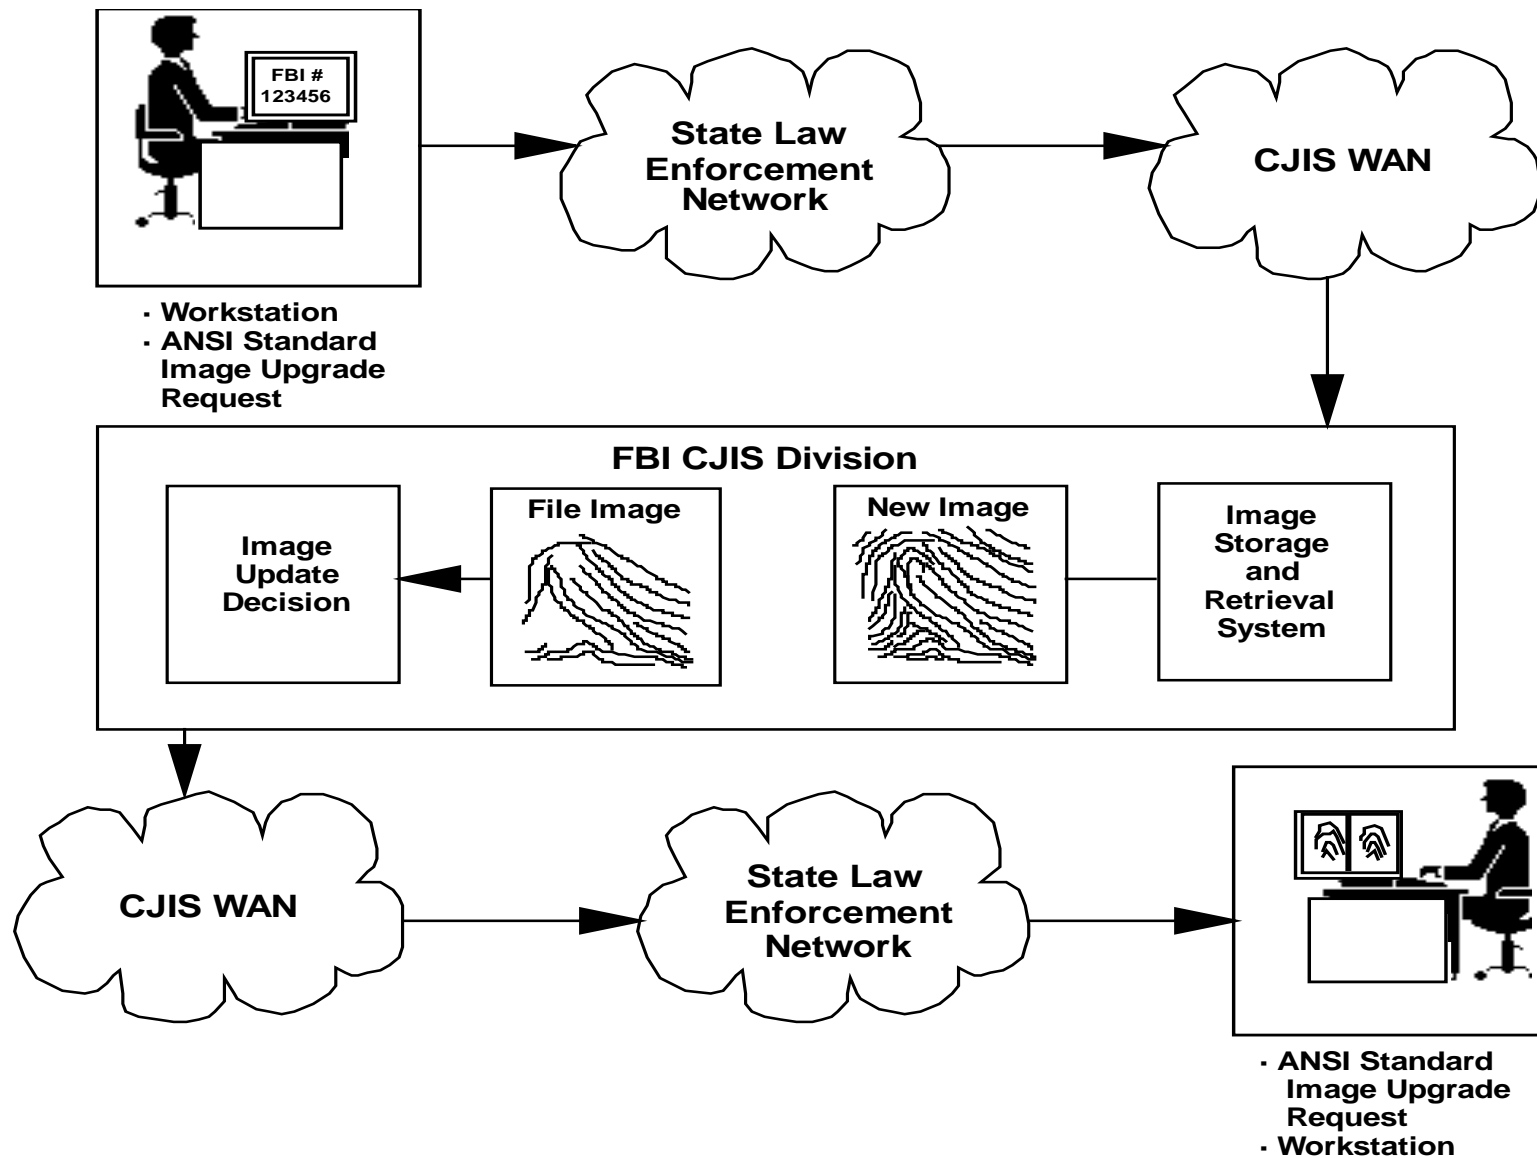 FBI #
123456
State Law
Enforcement
Network
CJIS WAN
· Workstation
· ANSI Standard
Image Upgrade
Request
FBI CJIS Division
Image
Update
Decision
File Image
New Image
Image
Storage
and
Retrieval
System
CJIS WAN
State Law
Enforcement
Network
· ANSI Standard
Image Upgrade
Request
· Workstation